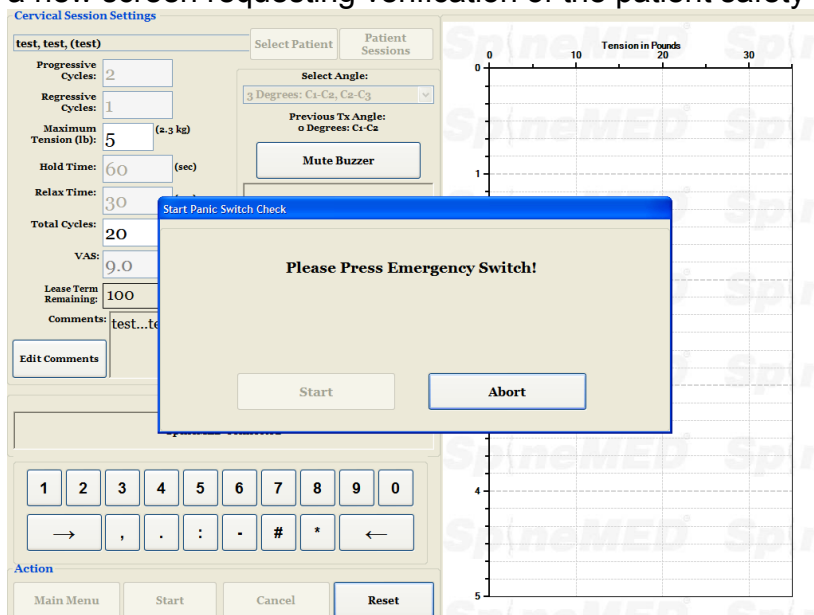 a new screen requesting verification of the patient safety
Cervical Session Settings
test, test, (test)
Select Patient
Patient Sessions
Progressive Cycles: 2
Regressive Cycles: 1
Maximum Tension (lb): 5 (2.3 kg)
Hold Time: 60 (sec)
Relax Time: 30
Total Cycles: 20
VAS: 9.0
Lease Term Remaining: 100
Comments: test...te
Edit Comments
Select Angle:
3 Degrees: C1-C2, C2-C3
Previous Tx Angle:
0 Degrees: C1-C2
Mute Buzzer
Start Panic Switch Check
Please Press Emergency Switch!
Start
Abort
1 2 3 4 5 6 7 8 9 0
→ , . : - # * ←
Action
Main Menu
Start
Cancel
Reset
Tension in Pounds
0 10 20 30
0
1
4
5
SpineMED